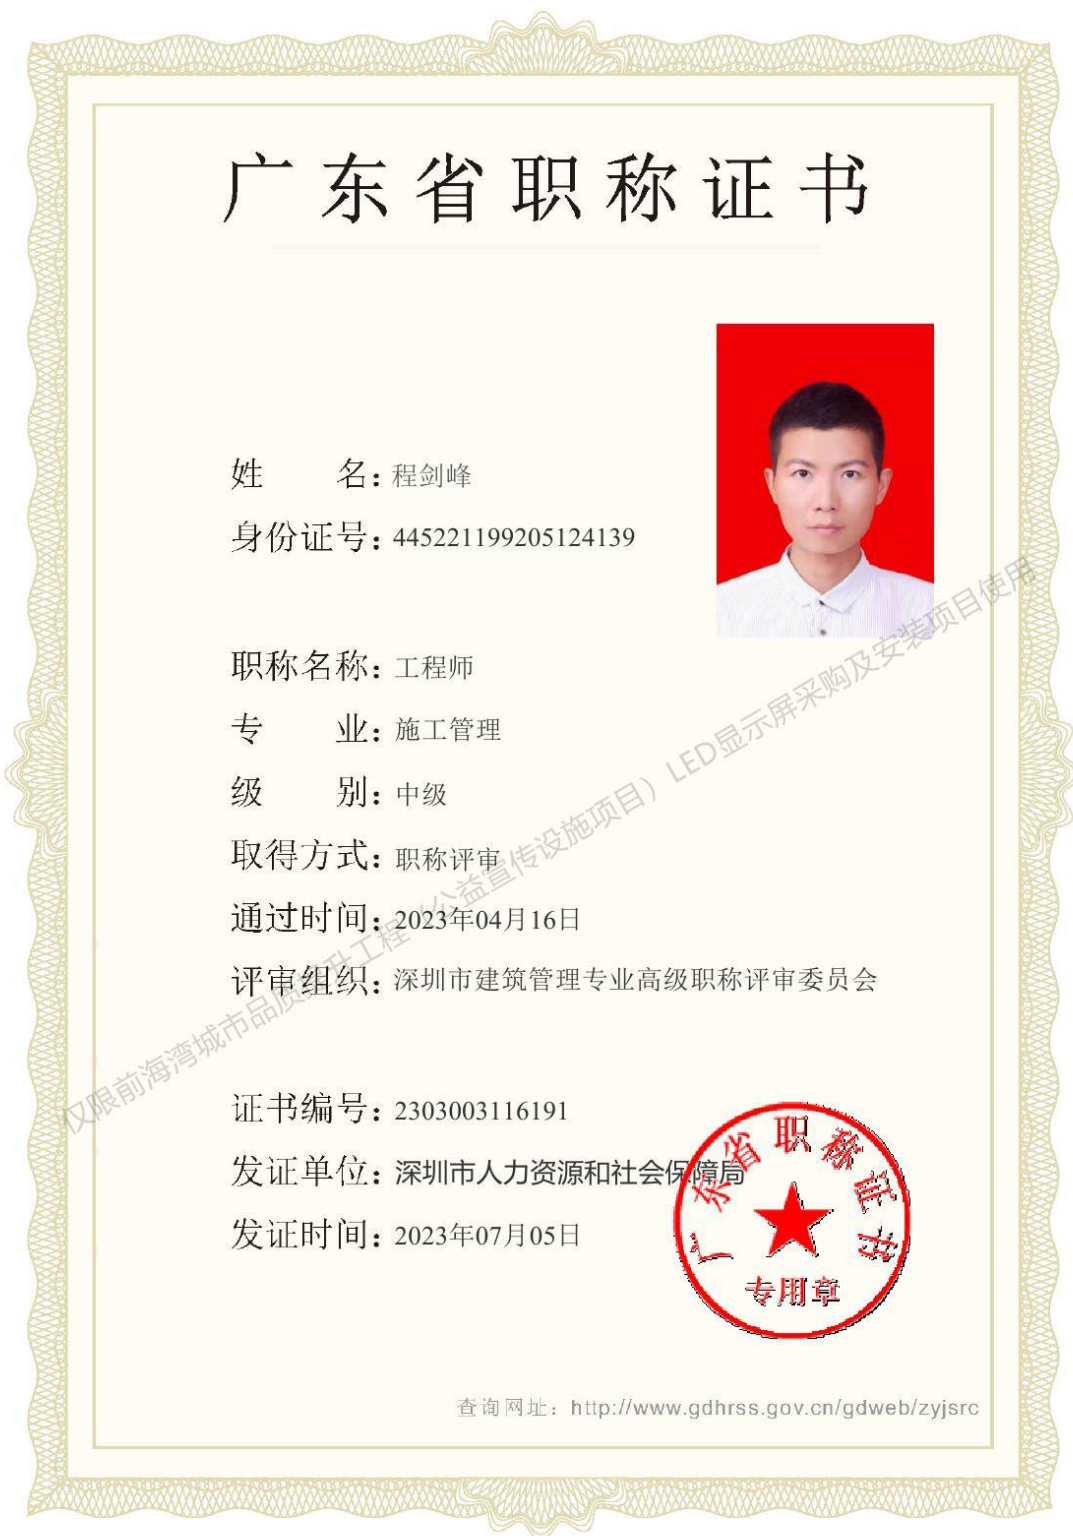 广东省职称证书
姓　　名：程剑峰
身份证号：445221199205124139
职称名称：工程师
专　　业：施工管理
级　　别：中级
取得方式：职称评审
通过时间：2023年04月16日
评审组织：深圳市建筑管理专业高级职称评审委员会
证书编号：2303003116191
发证单位：深圳市人力资源和社会保障局
发证时间：2023年07月05日
广东省职称证书
专用章
查询网址：http://www.gdhrss.gov.cn/gdweb/zyjsrc
仅限前海湾城市品质提升工程（公益宣传设施项目）LED显示屏采购及安装项目使用